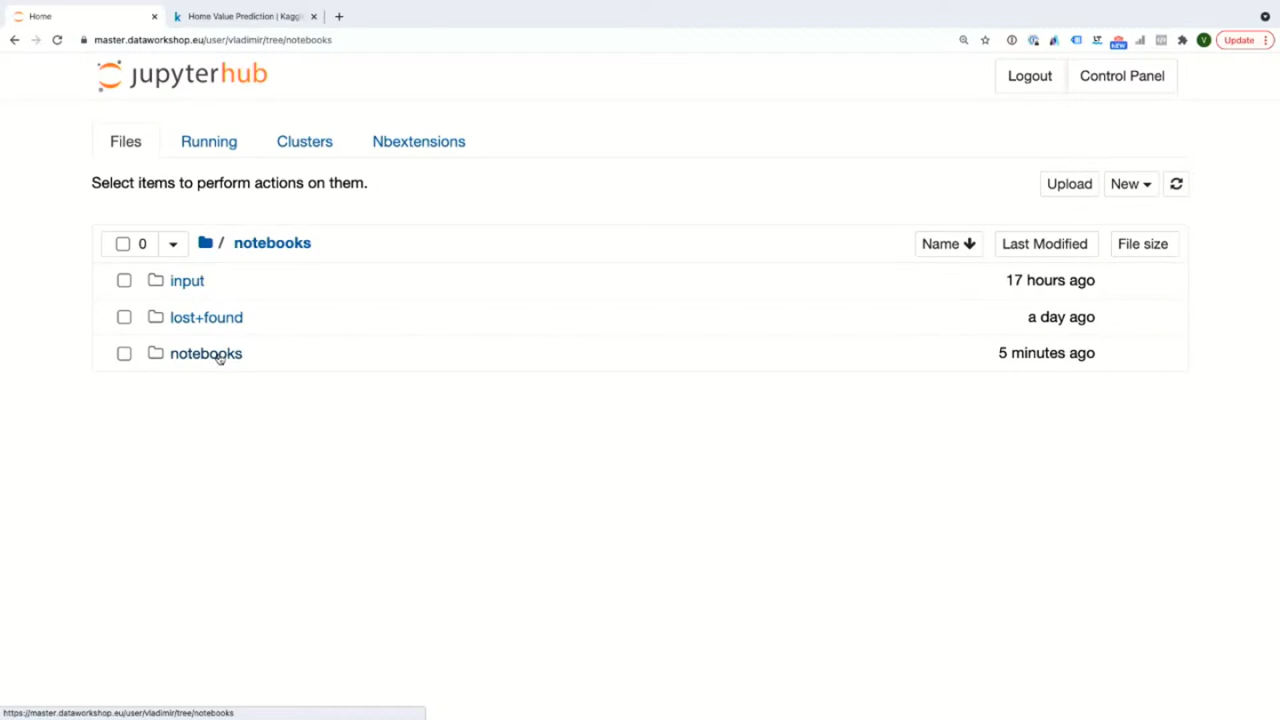 Home
Home Value Prediction | Kaggl
master.dataworkshop.eu/user/vladimir/tree/notebooks
NEW
V
Update
jupyterhub
Logout
Control Panel
Files
Running
Clusters
Nbextensions
Select items to perform actions on them.
Upload
New
0
/ notebooks
Name
Last Modified
File size
input
17 hours ago
lost+found
a day ago
notebooks
5 minutes ago
https://master.dataworkshop.eu/user/vladimir/tree/notebooks